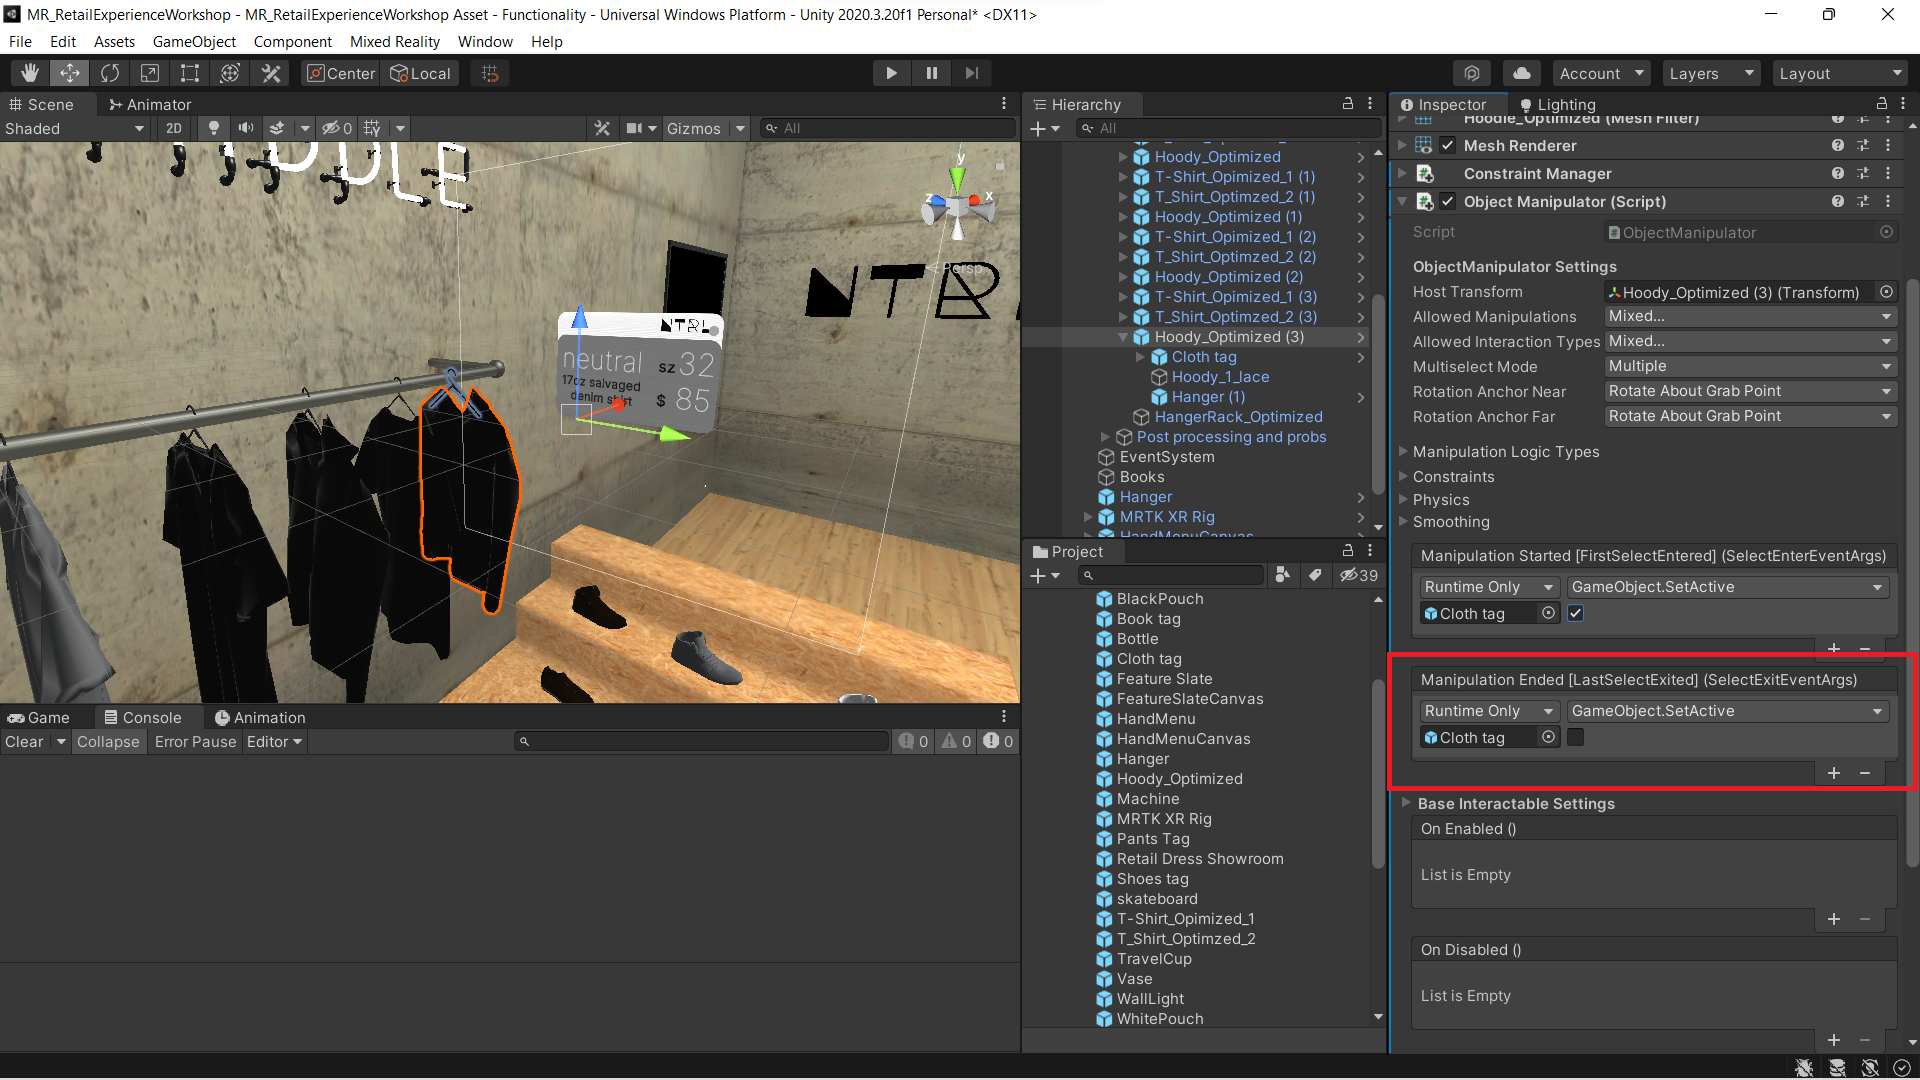 MR_RetailExperienceWorkshop - MR_RetailExperienceWorkshop Asset - Functionality - Universal Windows Platform - Unity 2020.3.20f1 Personal* <DX11>
File Edit Assets GameObject Component Mixed Reality Window Help
Center Local
Account Layers Layout
Scene Animator
Shaded 2D 0 Gizmos All
y
z x
Persp
DDLE
NTR
NTRL
neutral sz 32
17oz salvaged
denim shirt $ 85
Game Console Animation
Clear Collapse Error Pause Editor 0 0 0
Hierarchy
All
Hoody_Optimized
T-Shirt_Opimized_1 (1)
T_Shirt_Optimzed_2 (1)
Hoody_Optimized (1)
T-Shirt_Opimized_1 (2)
T_Shirt_Optimzed_2 (2)
Hoody_Optimized (2)
T-Shirt_Opimized_1 (3)
T_Shirt_Optimzed_2 (3)
Hoody_Optimized (3)
Cloth tag
Hoody_1_lace
Hanger (1)
HangerRack_Optimized
Post processing and probs
EventSystem
Books
Hanger
MRTK XR Rig
HandMenuCanvas
Project
39
BlackPouch
Book tag
Bottle
Cloth tag
Feature Slate
FeatureSlateCanvas
HandMenu
HandMenuCanvas
Hanger
Hoody_Optimized
Machine
MRTK XR Rig
Pants Tag
Retail Dress Showroom
Shoes tag
skateboard
T-Shirt_Opimized_1
T_Shirt_Optimzed_2
TravelCup
Vase
WallLight
WhitePouch
Inspector Lighting
Hoodie_Optimized (Mesh Filter)
Mesh Renderer
Constraint Manager
Object Manipulator (Script)
Script ObjectManipulator
ObjectManipulator Settings
Host Transform Hoody_Optimized (3) (Transform)
Allowed Manipulations Mixed...
Allowed Interaction Types Mixed...
Multiselect Mode Multiple
Rotation Anchor Near Rotate About Grab Point
Rotation Anchor Far Rotate About Grab Point
Manipulation Logic Types
Constraints
Physics
Smoothing
Manipulation Started [FirstSelectEntered] (SelectEnterEventArgs)
Runtime Only GameObject.SetActive
Cloth tag
Manipulation Ended [LastSelectExited] (SelectExitEventArgs)
Runtime Only GameObject.SetActive
Cloth tag
Base Interactable Settings
On Enabled ()
List is Empty
On Disabled ()
List is Empty